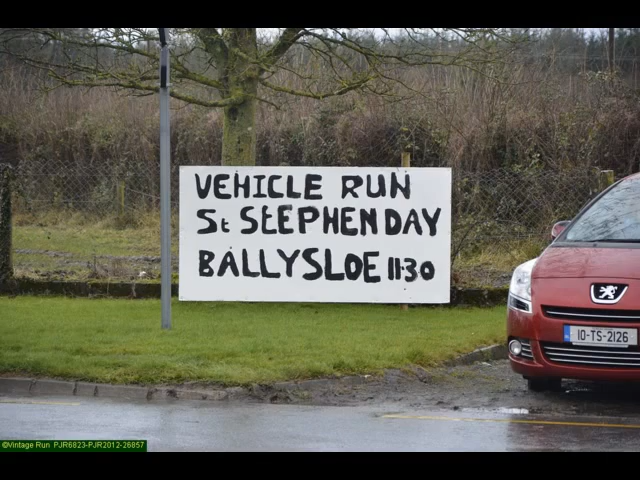 VEHICLE RUN
St STEPHEN DAY
BALLYSLOE 11·30
10-TS-2126
©Vintage Run PJR6823-PJR2012-26857